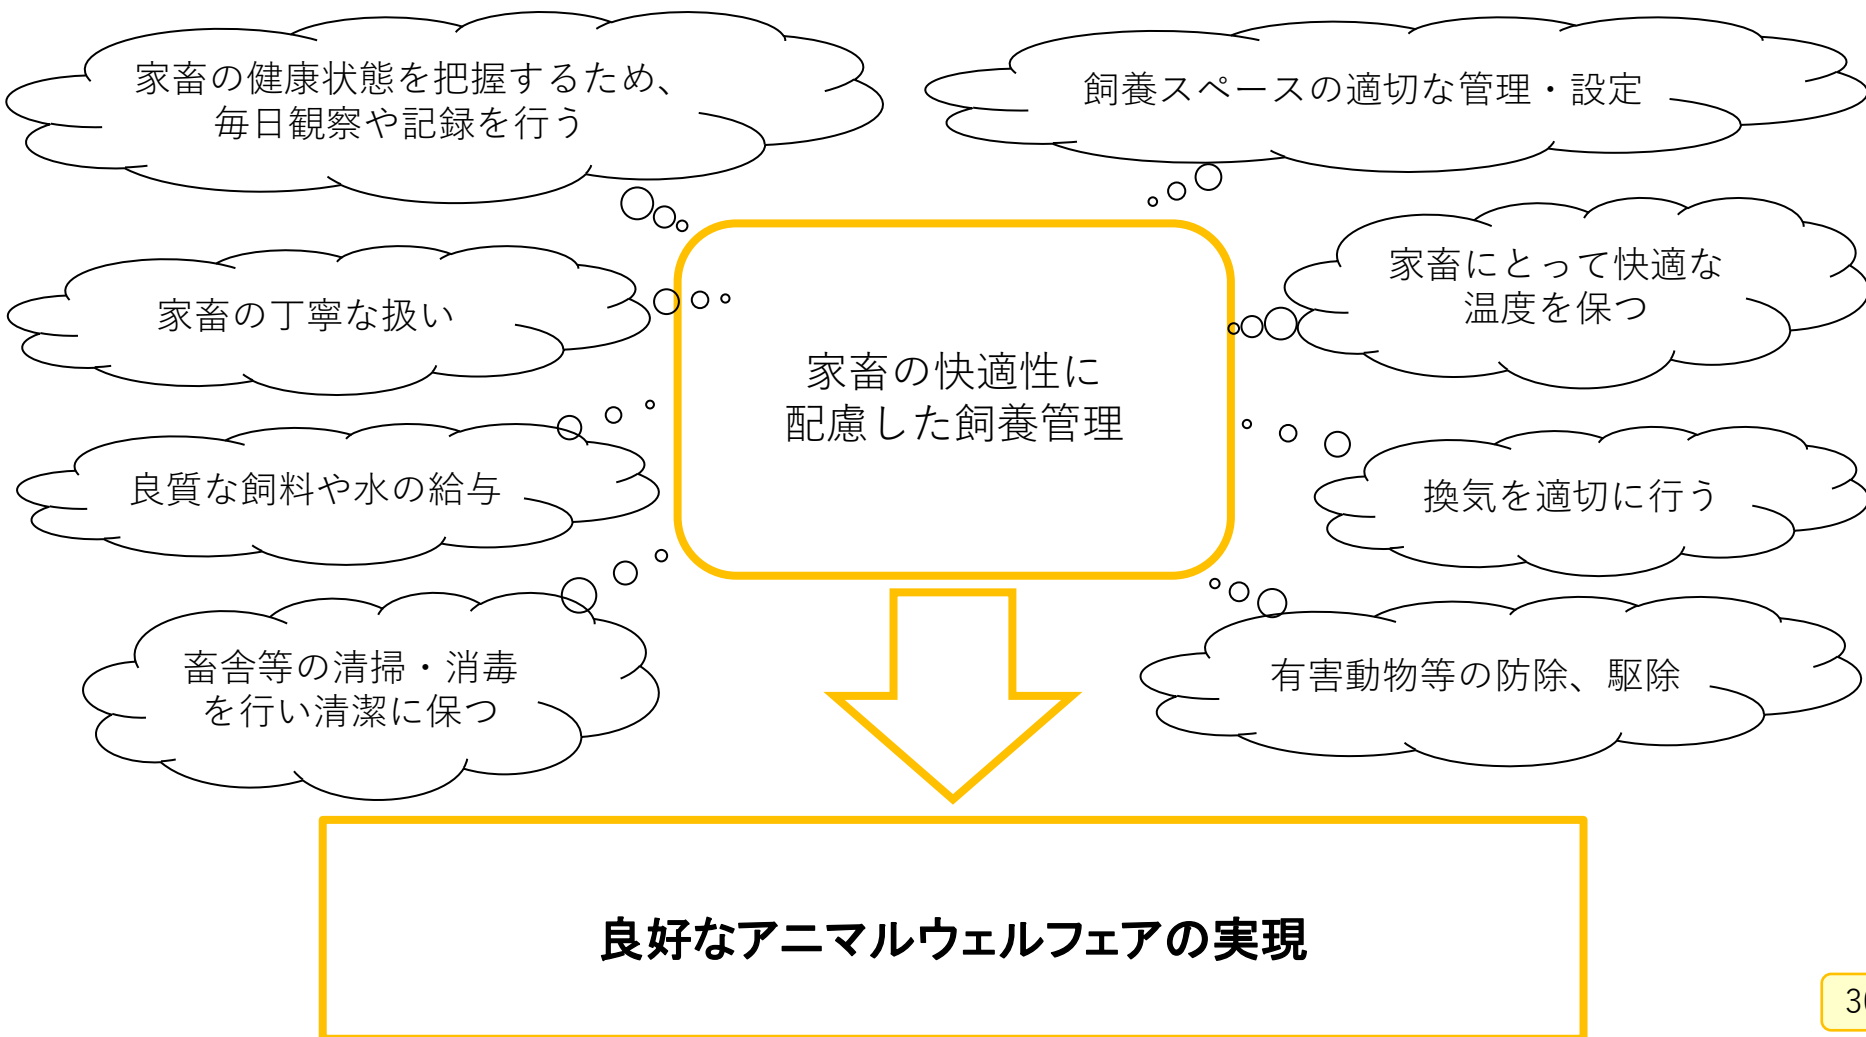 家畜の健康状態を把握するため、
毎日観察や記録を行う
飼養スペースの適切な管理・設定
家畜の丁寧な扱い
家畜にとって快適な
温度を保つ
家畜の快適性に
配慮した飼養管理
良質な飼料や水の給与
換気を適切に行う
畜舎等の清掃・消毒
を行い清潔に保つ
有害動物等の防除、駆除
良好なアニマルウェルフェアの実現